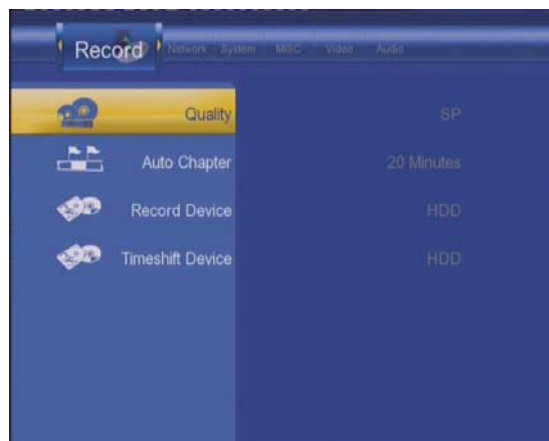 Record Network System MISC Video Audio
Quality SP
Auto Chapter 20 Minutes
Record Device HDD
Timeshift Device HDD